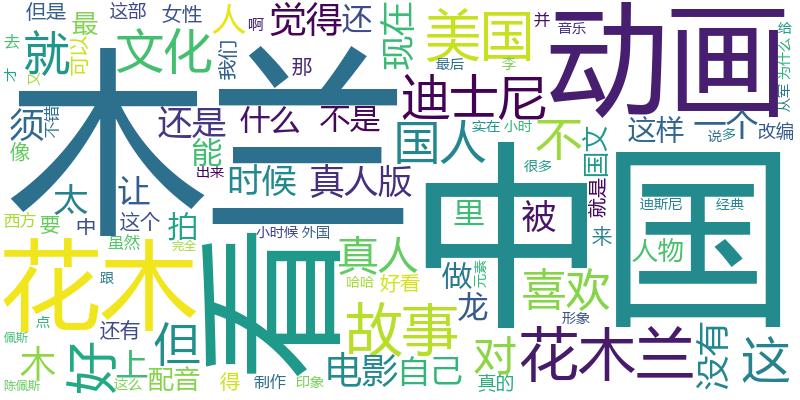 但是 这部 女性 人 啊 觉得 还 现在 美国 并 音乐 动画 给
最 就 可以 文化 我们 那 最后 李 为什么
去 才 又 木兰 迪士尼 从军
须 不错 还是 什么 不是 国人 实在 小时 不 这样 一个 改编
像 能 出来 时候 真人版 很多 国文 说 多
太 让 里 被 就是 迪斯尼 经典
西方 要 中 这个 拍 小时候 外国 中国 来
花木 虽然 完全 看 真人 做 元素 喜欢 人物
跟 哈哈 好看 龙 形象
点 还有 故事 花木兰 没有 这
佩斯 木 好 上 但 电影 自己 对
陈佩斯 这么 配音 得 制作 印象 真的